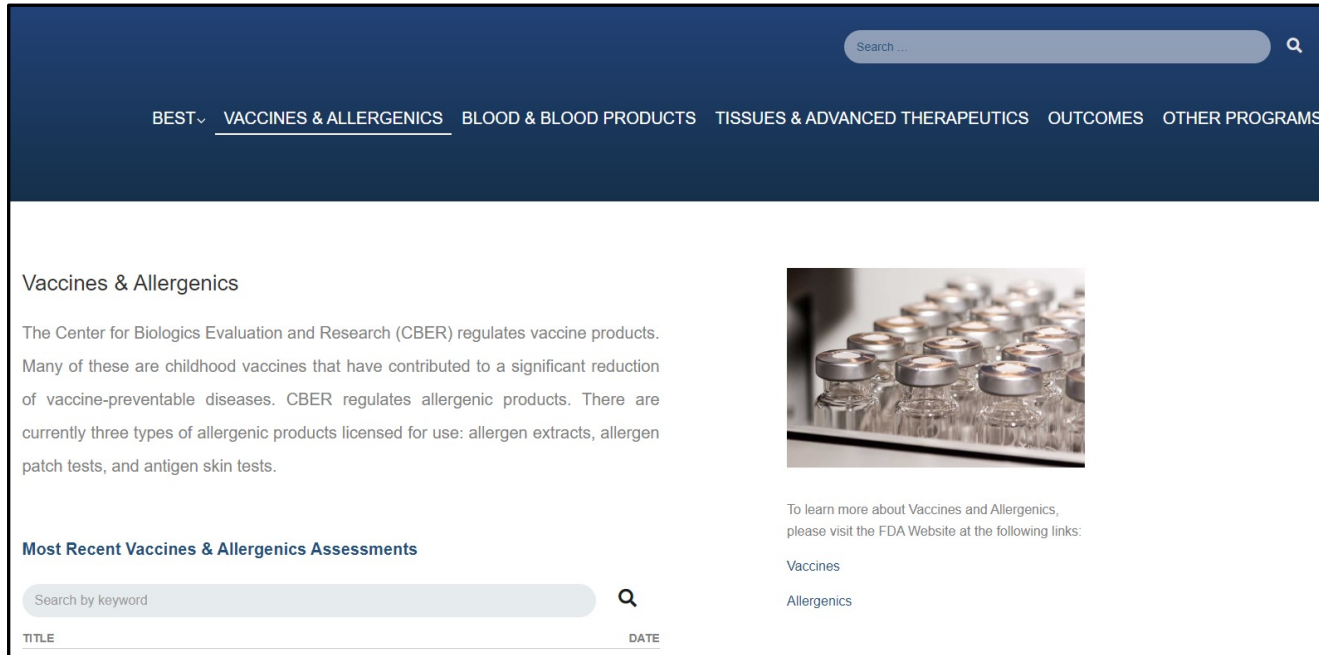 Search ...
BEST VACCINES & ALLERGENICS BLOOD & BLOOD PRODUCTS TISSUES & ADVANCED THERAPEUTICS OUTCOMES OTHER PROGRAMS
Vaccines & Allergenics
The Center for Biologics Evaluation and Research (CBER) regulates vaccine products.
Many of these are childhood vaccines that have contributed to a significant reduction
of vaccine-preventable diseases. CBER regulates allergenic products. There are
currently three types of allergenic products licensed for use: allergen extracts, allergen
patch tests, and antigen skin tests.
Most Recent Vaccines & Allergenics Assessments
Search by keyword
TITLE DATE
To learn more about Vaccines and Allergenics,
please visit the FDA Website at the following links:
Vaccines
Allergenics